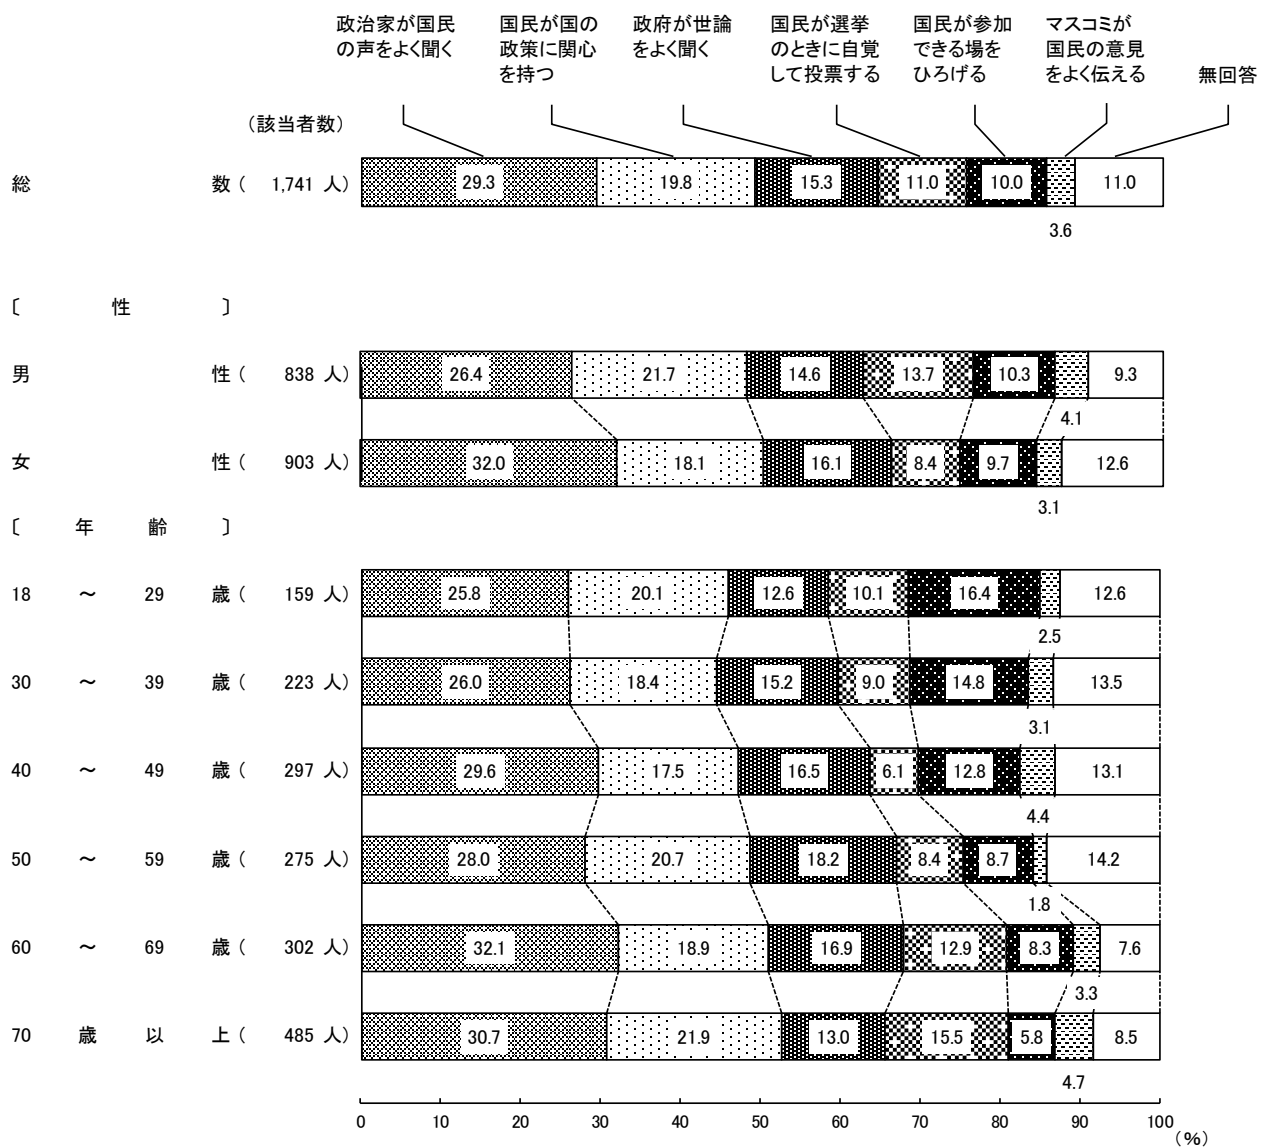 政治家が国民
の声をよく聞く
国民が国の
政策に関心
を持つ
政府が世論
をよく聞く
国民が選挙
のときに自覚
して投票する
国民が参加
できる場を
ひろげる
マスコミが
国民の意見
をよく伝える
無回答
（該当者数）
総 数 ( 1,741 人) 29.3 19.8 15.3 11.0 10.0 11.0
3.6
〔 性 〕
男 性 ( 838 人) 26.4 21.7 14.6 13.7 10.3 9.3
4.1
女 性 ( 903 人) 32.0 18.1 16.1 8.4 9.7 12.6
3.1
〔 年 齢 〕
18 ～ 29 歳 ( 159 人) 25.8 20.1 12.6 10.1 16.4 12.6
2.5
30 ～ 39 歳 ( 223 人) 26.0 18.4 15.2 9.0 14.8 13.5
3.1
40 ～ 49 歳 ( 297 人) 29.6 17.5 16.5 6.1 12.8 13.1
4.4
50 ～ 59 歳 ( 275 人) 28.0 20.7 18.2 8.4 8.7 14.2
1.8
60 ～ 69 歳 ( 302 人) 32.1 18.9 16.9 12.9 8.3 7.6
3.3
70 歳 以 上 ( 485 人) 30.7 21.9 13.0 15.5 5.8 8.5
4.7
0 10 20 30 40 50 60 70 80 90 100
(％)